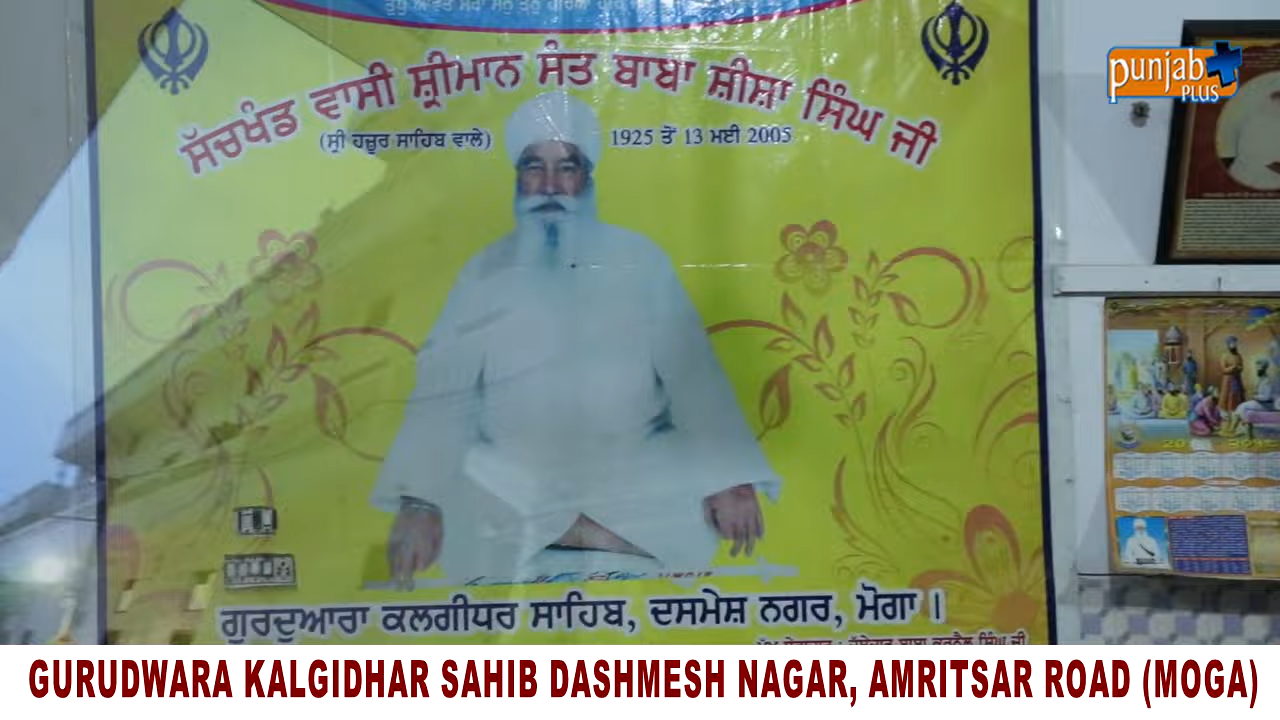 punjab
PLUS
ਸੱਚਖੰਡ ਵਾਸੀ ਸ਼੍ਰੀਮਾਨ ਸੰਤ ਬਾਬਾ ਸ਼ੀਸ਼ਾ ਸਿੰਘ ਜੀ
(ਸ੍ਰੀ ਹਜ਼ੂਰ ਸਾਹਿਬ ਵਾਲੇ) 1925 ਤੋਂ 13 ਮਈ 2005
ਗੁਰਦੁਆਰਾ ਕਲਗੀਧਰ ਸਾਹਿਬ, ਦਸਮੇਸ਼ ਨਗਰ, ਮੋਗਾ ।
GURUDWARA KALGIDHAR SAHIB DASHMESH NAGAR, AMRITSAR ROAD (MOGA)